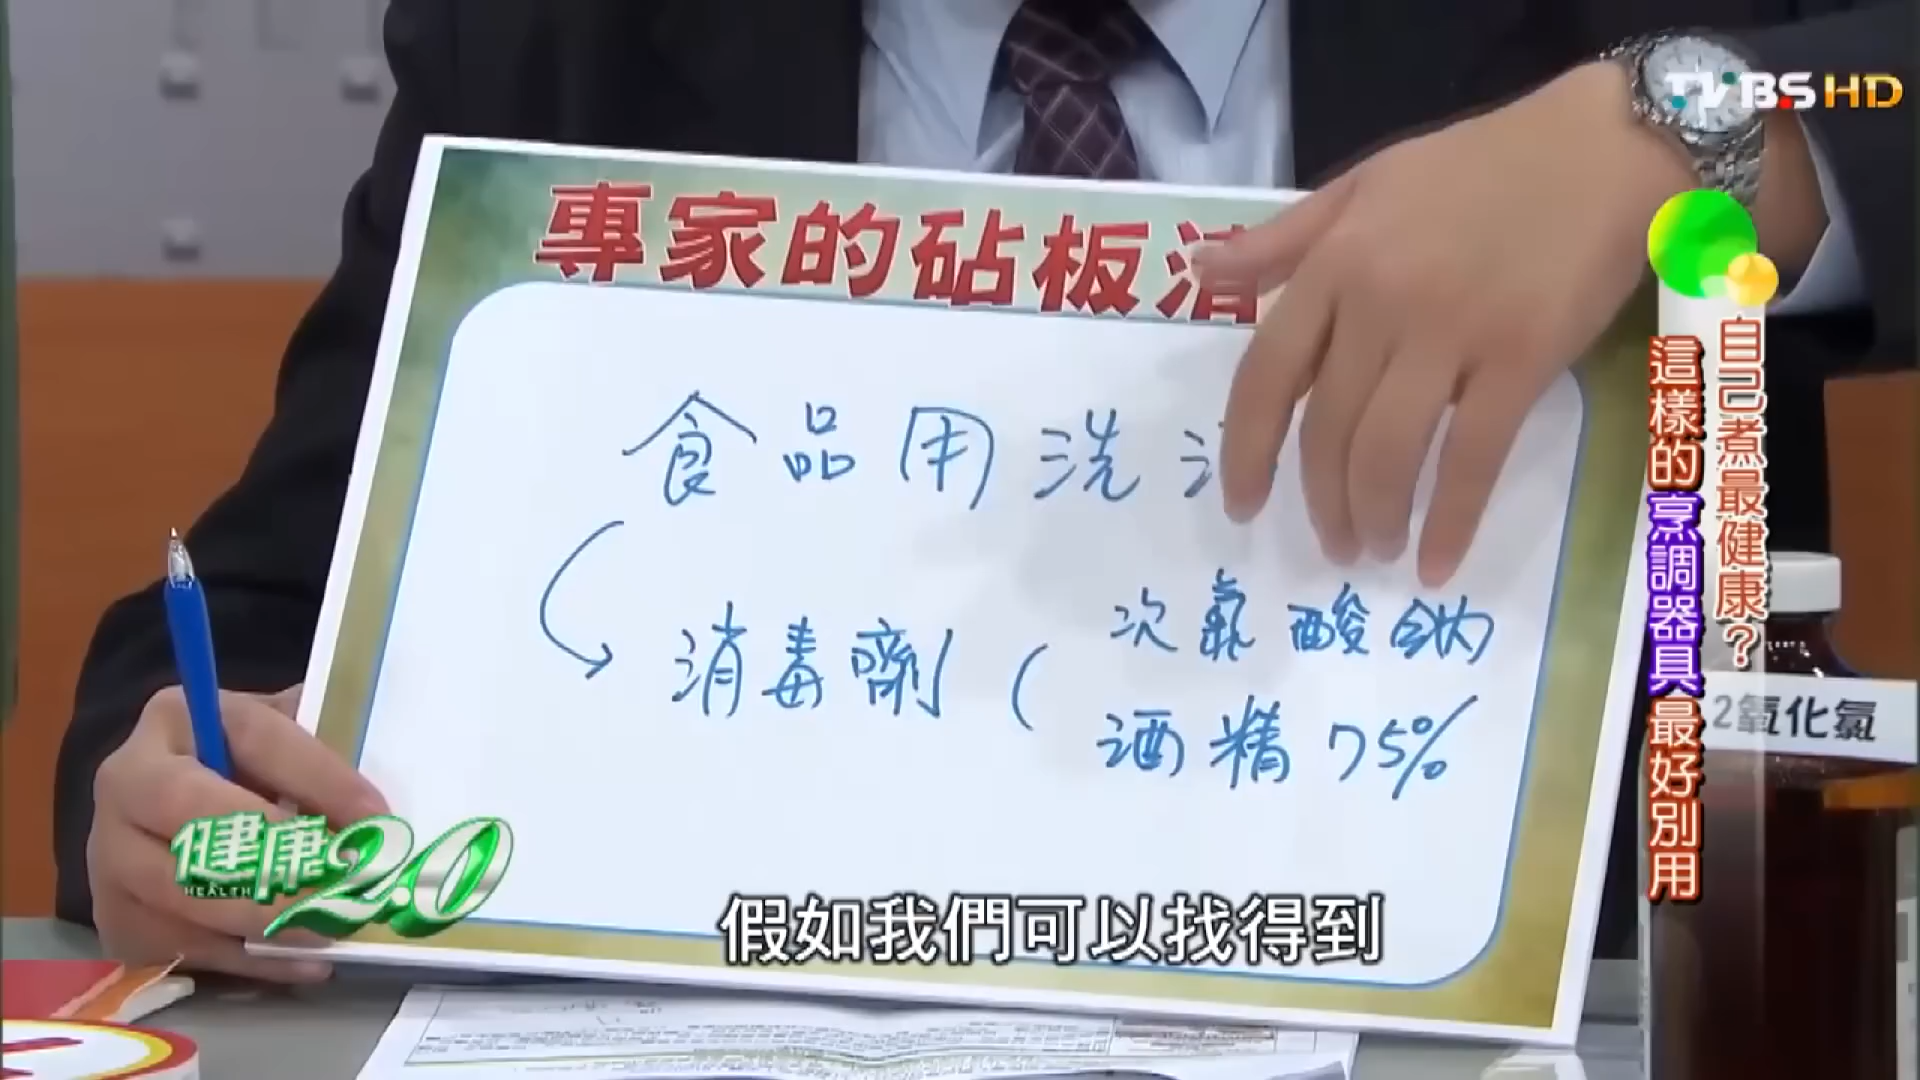 TVBS HD
專家的砧板清
食品用洗
消毒劑 ( 次氯酸鈉
酒精 75%
自己煮最健康?
這樣的烹調器具最好別用
2氧化氯
健康2.0
HEALTH
假如我們可以找得到